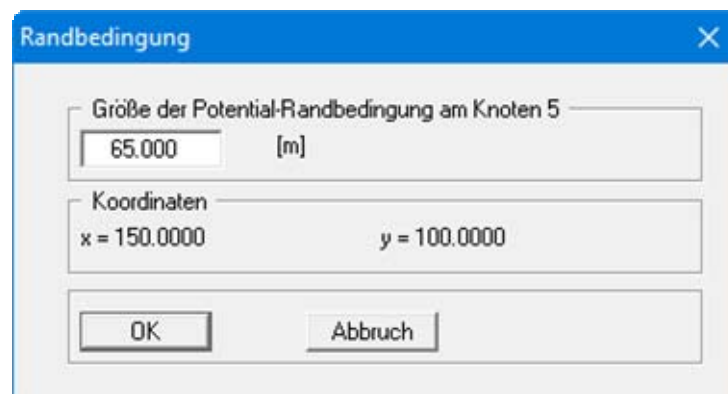 Randbedingung
Größe der Potential-Randbedingung am Knoten 5
65.000 [m]
Koordinaten
x = 150.0000 y = 100.0000
OK Abbruch